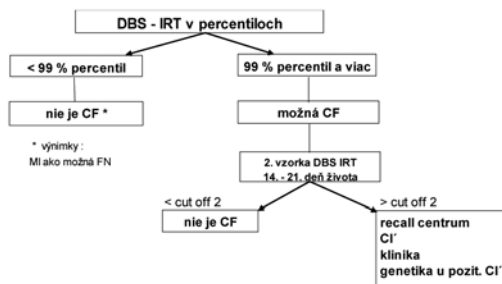 DBS - IRT v percentiloch
< 99 % percentil
99 % percentil a viac
nie je CF *
možná CF
* výnimky :
MI ako možná FN
2. vzorka DBS IRT
14. - 21. deň života
< cut off 2
> cut off 2
nie je CF
recall centrum
Cl´
klinika
genetika u pozit. Cl´